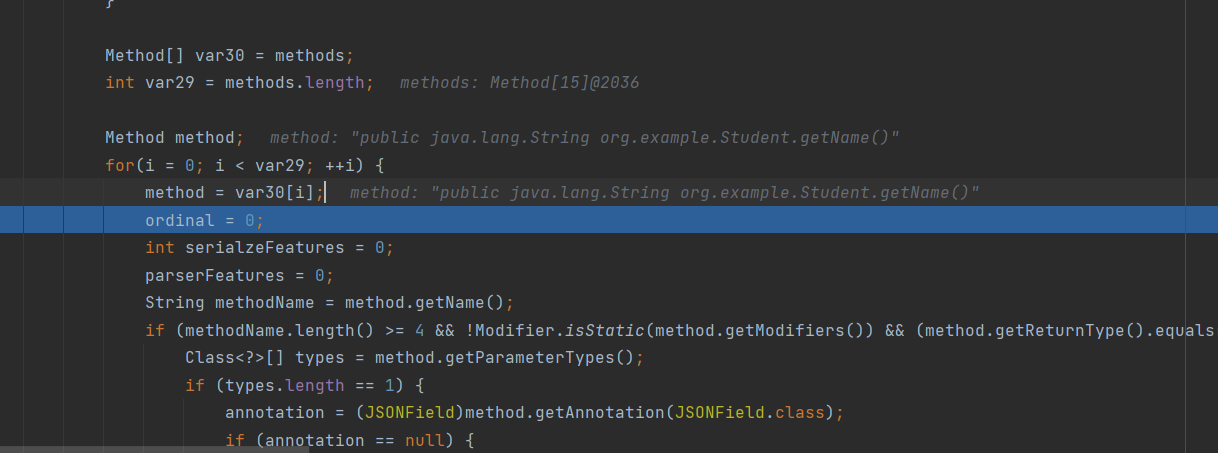 }
Method[] var30 = methods;
int var29 = methods.length;   methods: Method[15]@2036
Method method;   method: "public java.lang.String org.example.Student.getName()"
for(i = 0; i < var29; ++i) {
method = var30[i];   method: "public java.lang.String org.example.Student.getName()"
ordinal = 0;
int serialzeFeatures = 0;
parserFeatures = 0;
String methodName = method.getName();
if (methodName.length() >= 4 && !Modifier.isStatic(method.getModifiers()) && (method.getReturnType().equals
Class<?>[] types = method.getParameterTypes();
if (types.length == 1) {
annotation = (JSONField)method.getAnnotation(JSONField.class);
if (annotation == null) {